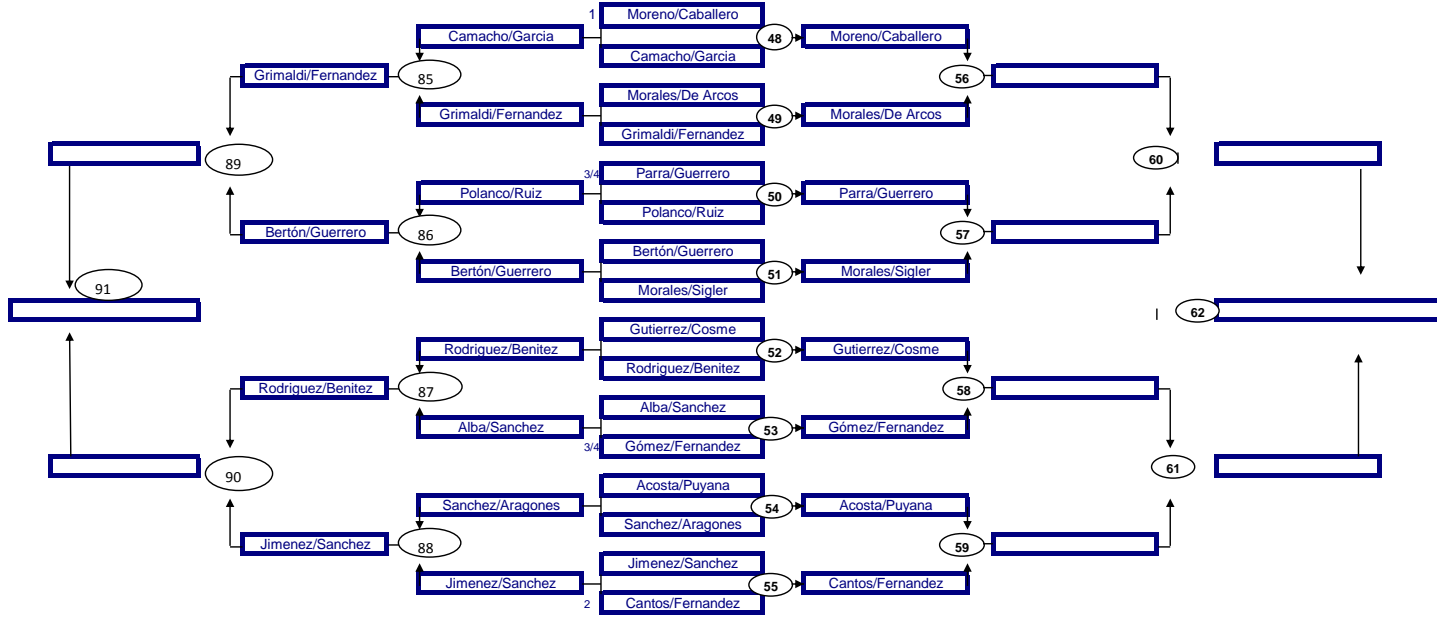 1
Moreno/Caballero
Camacho/Garcia
48
Moreno/Caballero
Camacho/Garcia
Grimaldi/Fernandez
85
56
Morales/De Arcos
Grimaldi/Fernandez
49
Morales/De Arcos
Grimaldi/Fernandez
89
60
3/4
Parra/Guerrero
Polanco/Ruiz
50
Parra/Guerrero
Polanco/Ruiz
Bertón/Guerrero
86
57
Bertón/Guerrero
Bertón/Guerrero
51
Morales/Sigler
Morales/Sigler
91
62
Gutierrez/Cosme
Rodriguez/Benitez
52
Gutierrez/Cosme
Rodriguez/Benitez
Rodriguez/Benitez
87
58
Alba/Sanchez
Alba/Sanchez
53
Gómez/Fernandez
3/4
Gómez/Fernandez
90
61
Acosta/Puyana
Sanchez/Aragones
54
Acosta/Puyana
Sanchez/Aragones
Jimenez/Sanchez
88
59
Jimenez/Sanchez
Jimenez/Sanchez
55
Cantos/Fernandez
2
Cantos/Fernandez